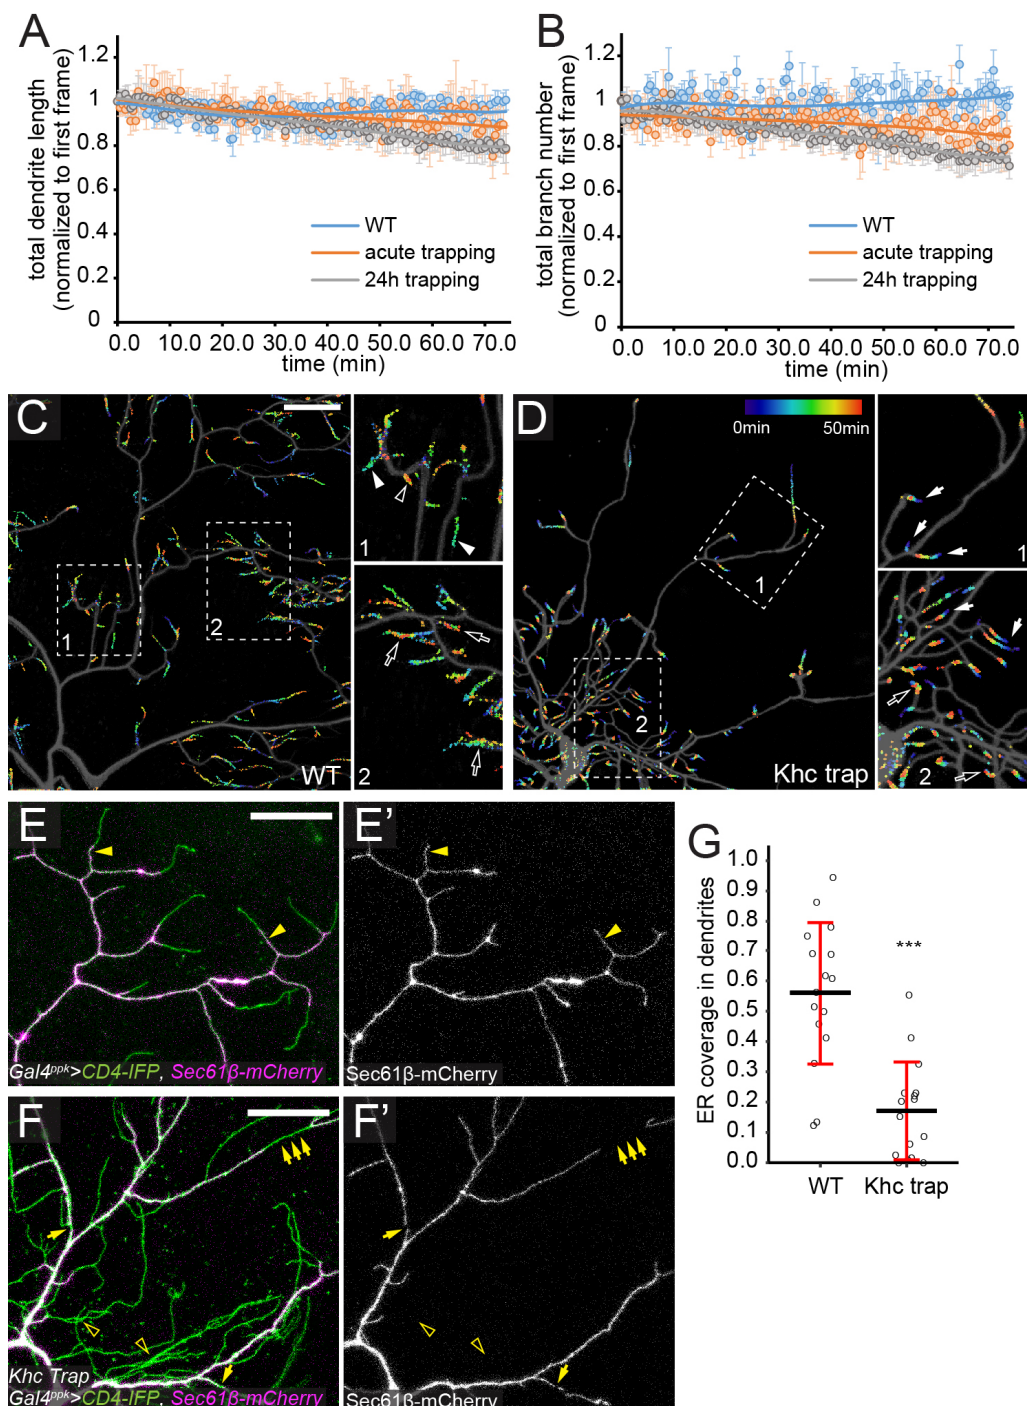 A
total dendrite length
(normalized to first frame)
1.2
1
0.8
0.6
0.4
0.2
0
WT
acute trapping
24h trapping
0.0 10.0 20.0 30.0 40.0 50.0 60.0 70.0
time (min)
B
total branch number
(normalized to first frame)
1.2
1
0.8
0.6
0.4
0.2
0
WT
acute trapping
24h trapping
0.0 10.0 20.0 30.0 40.0 50.0 60.0 70.0
time (min)
C
1
2
WT
1
2
D
0min 50min
1
2
Khc trap
1
2
E
Gal4ppk>CD4-IFP, Sec61β-mCherry
E'
Sec61β-mCherry
F
Khc Trap
Gal4ppk>CD4-IFP, Sec61β-mCherry
F'
Sec61β-mCherry
G
ER coverage in dendrites
1.0
0.9
0.8
0.7
0.6
0.5
0.4
0.3
0.2
0.1
0.0
***
WT Khc trap